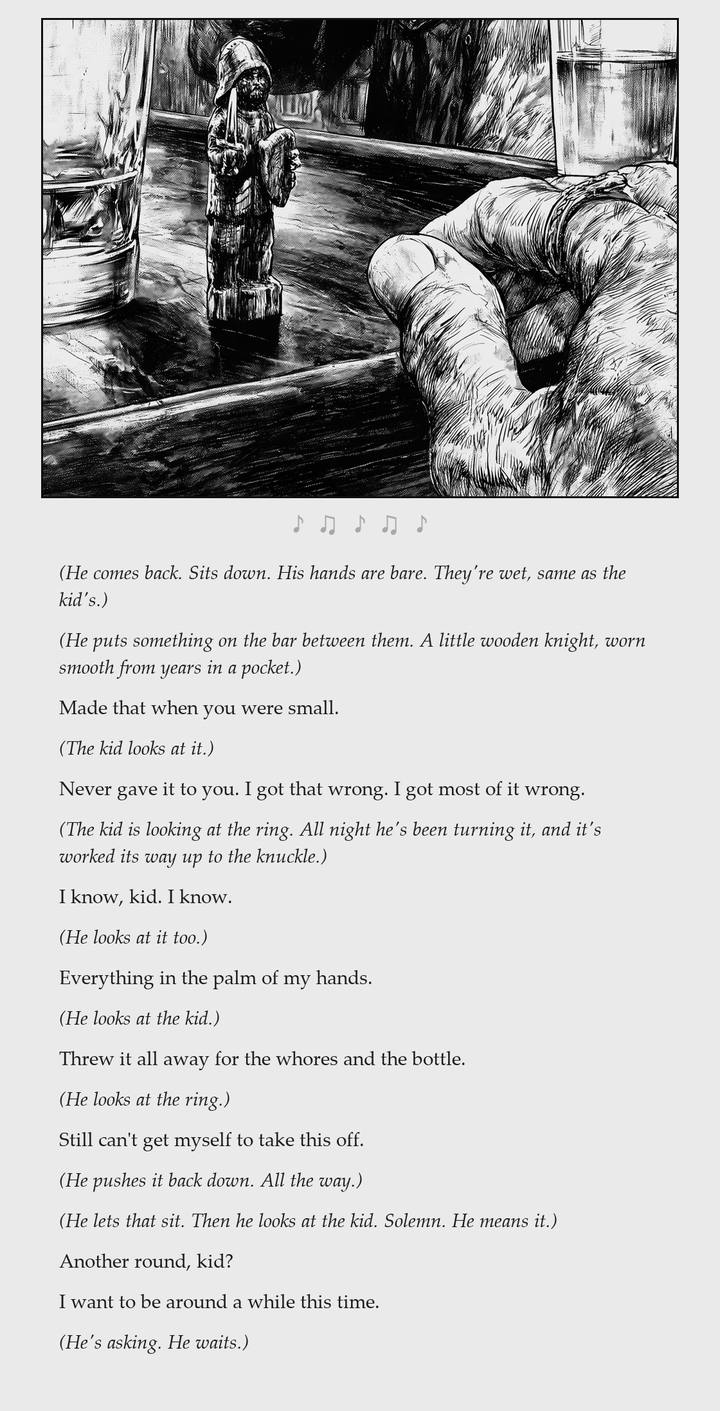 (He comes back. Sits down. His hands are bare. They’re wet, same as the
kid’s.)
(He puts something on the bar between them. A little wooden knight, worn
smooth from years in a pocket.)
Made that when you were small.
(The kid looks at it.)
Never gave it to you. I got that wrong. I got most of it wrong.
(The kid is looking at the ring. All night he’s been turning it, and it’s
worked its way up to the knuckle.)
I know, kid. I know.
(He looks at it too.)
Everything in the palm of my hands.
(He looks at the kid.)
Threw it all away for the whores and the bottle.
(He looks at the ring.)
Still can't get myself to take this off.
(He pushes it back down. All the way.)
(He lets that sit. Then he looks at the kid. Solemn. He means it.)
Another round, kid?
I want to be around a while this time.
(He’s asking. He waits.)